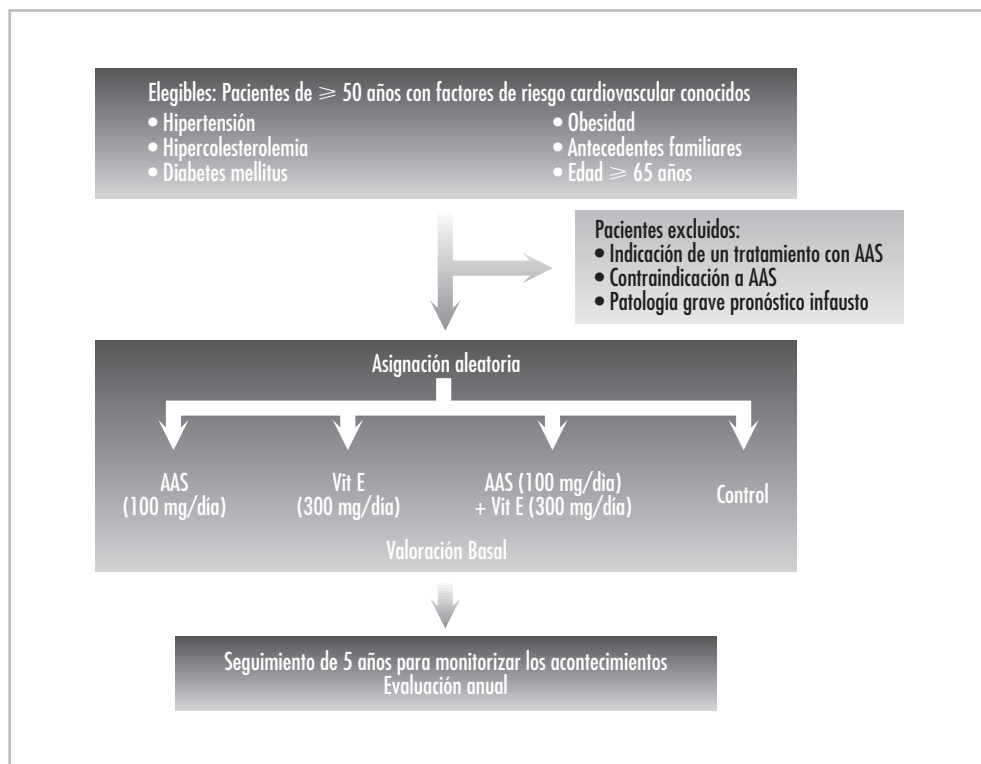 Elegibles: Pacientes de ⩾ 50 años con factores de riesgo cardiovascular conocidos
• Hipertensión
• Hipercolesterolemia
• Diabetes mellitus
• Obesidad
• Antecedentes familiares
• Edad ⩾ 65 años
Pacientes excluidos:
• Indicación de un tratamiento con AAS
• Contraindicación a AAS
• Patología grave pronóstico infausto
Asignación aleatoria
AAS
(100 mg/día)
Vit E
(300 mg/día)
AAS (100 mg/dìa)
+ Vit E (300 mg/día)
Control
Valoración Basal
Seguimiento de 5 años para monitorizar los acontecimientos
Evaluación anual